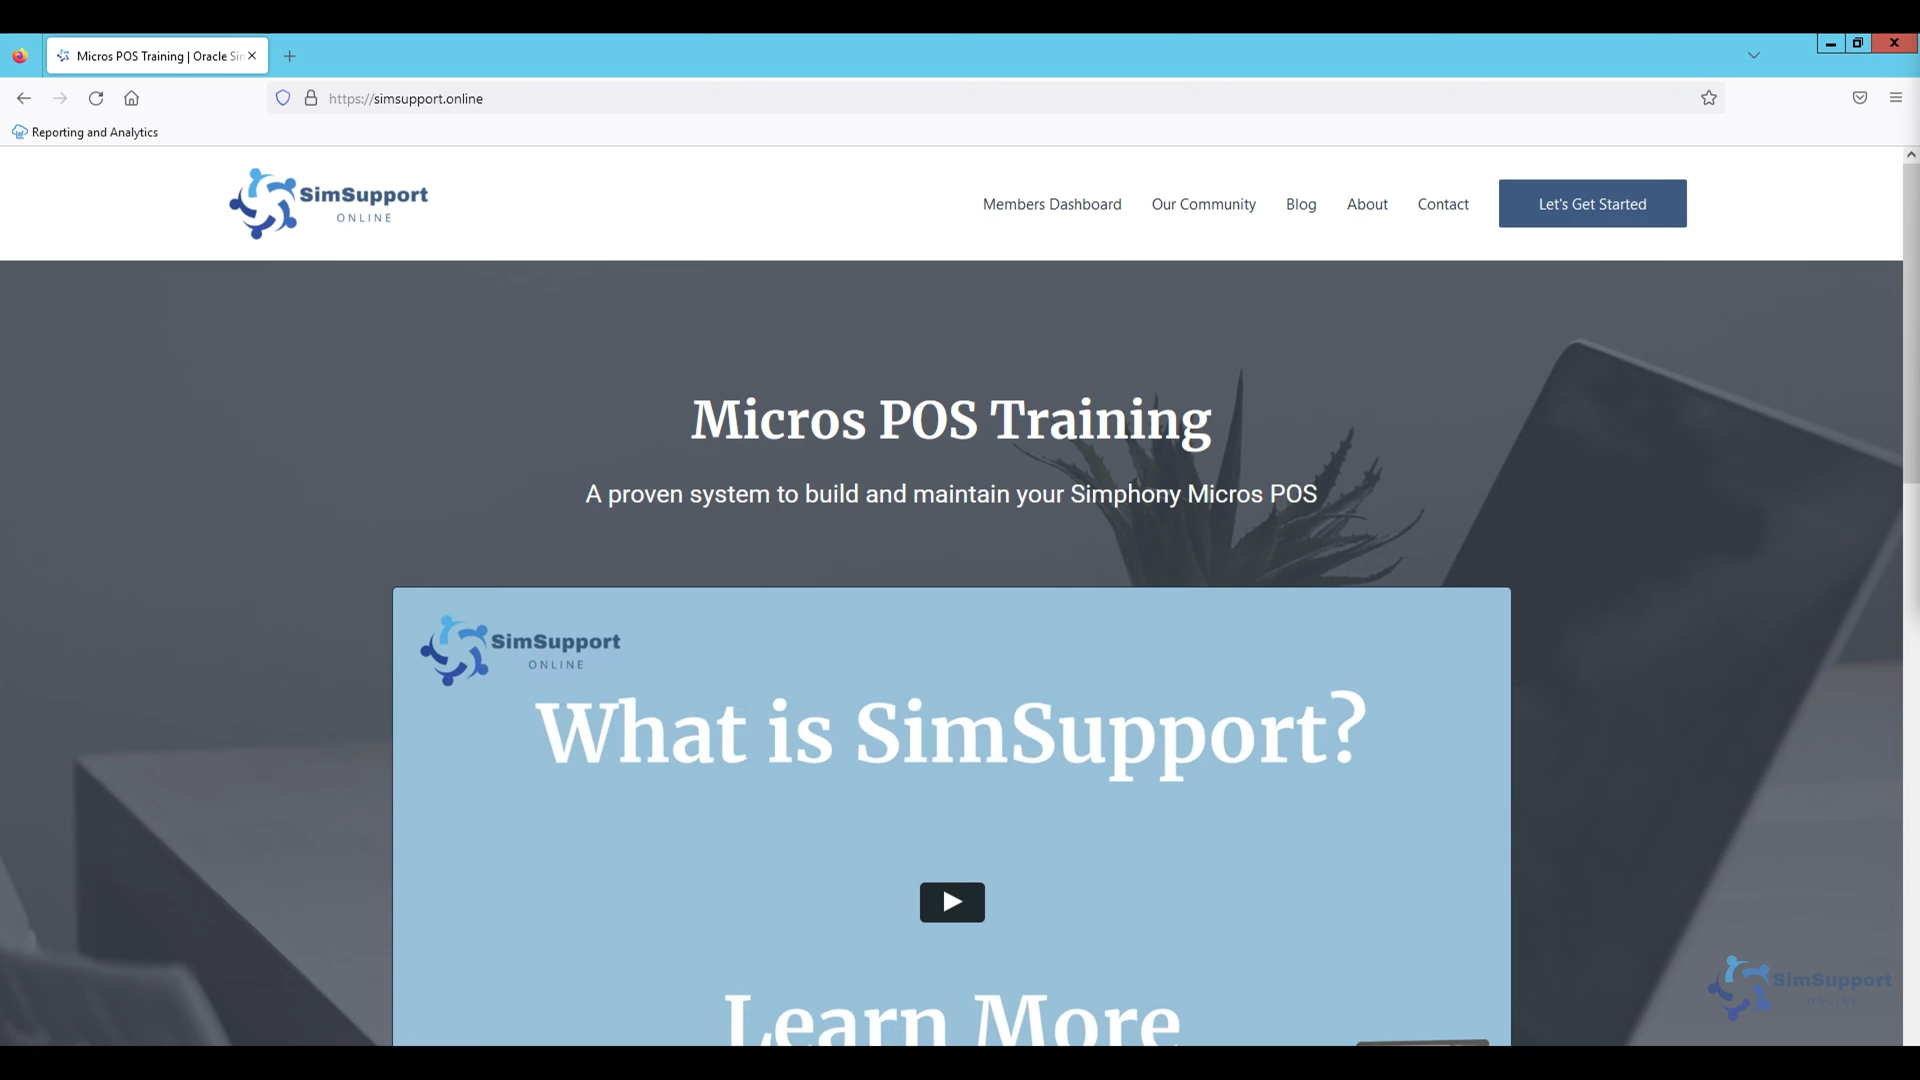 Micros POS Training | Oracle Sim
https://simsupport.online
Reporting and Analytics
SimSupport
ONLINE
Members Dashboard
Our Community
Blog
About
Contact
Let's Get Started
Micros POS Training
A proven system to build and maintain your Simphony Micros POS
SimSupport
ONLINE
What is SimSupport?
Learn More
SimSupport
ONLINE